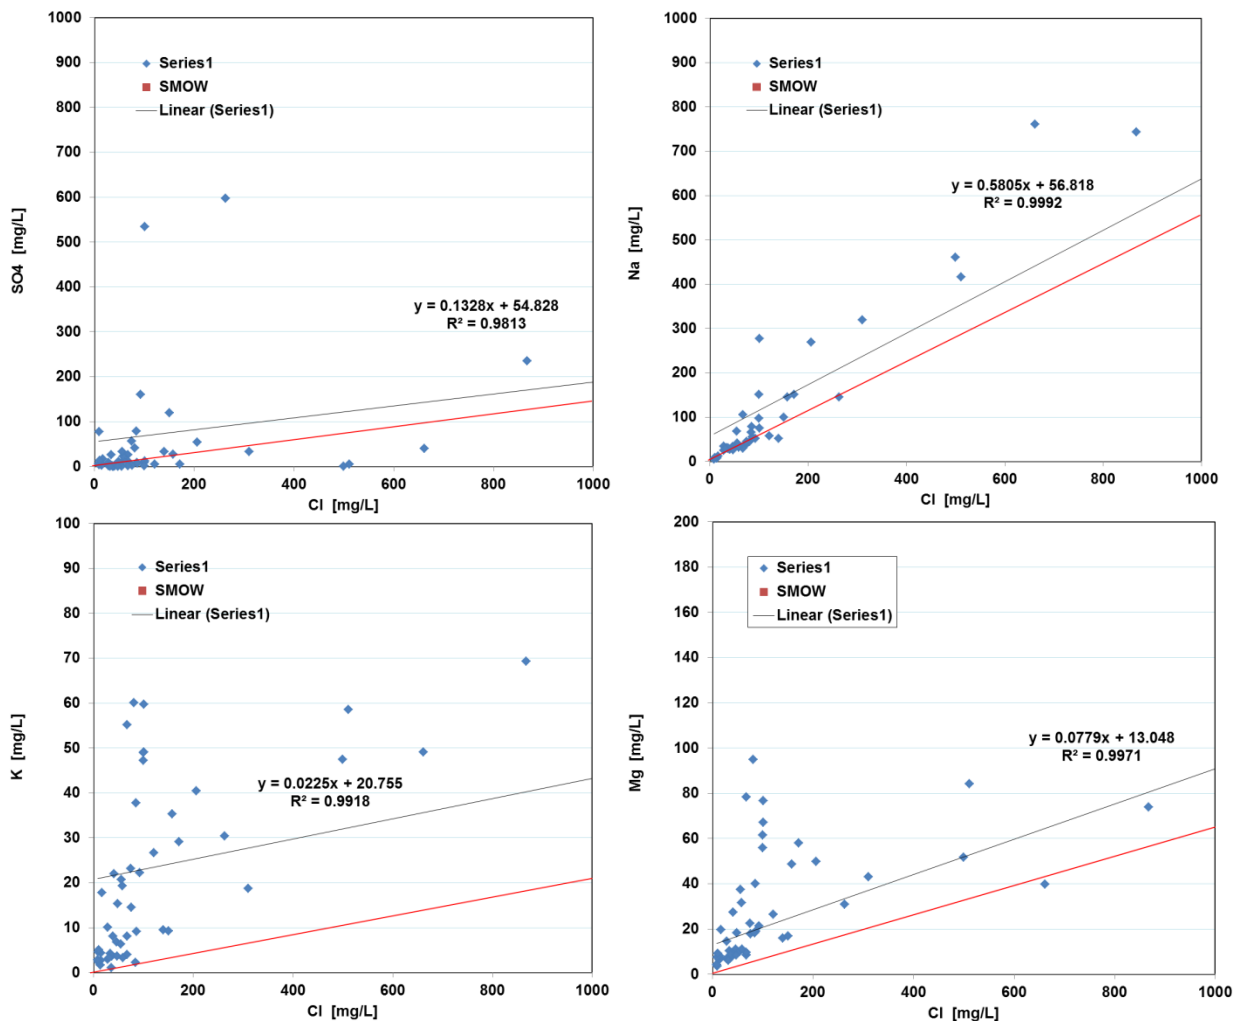 1000
900
800
700
600
500
400
300
200
100
0
SO4 [mg/L]
Series1
SMOW
Linear (Series1)
y = 0.1328x + 54.828
R² = 0.9813
0
200
400
600
800
1000
Cl [mg/L]
1000
900
800
700
600
500
400
300
200
100
0
Na [mg/L]
Series1
SMOW
Linear (Series1)
y = 0.5805x + 56.818
R² = 0.9992
0
200
400
600
800
1000
Cl [mg/L]
100
90
80
70
60
50
40
30
20
10
0
K [mg/L]
Series1
SMOW
Linear (Series1)
y = 0.0225x + 20.755
R² = 0.9918
0
200
400
600
800
1000
Cl [mg/L]
200
180
160
140
120
100
80
60
40
20
0
Mg [mg/L]
Series1
SMOW
Linear (Series1)
y = 0.0779x + 13.048
R² = 0.9971
0
200
400
600
800
1000
Cl [mg/L]